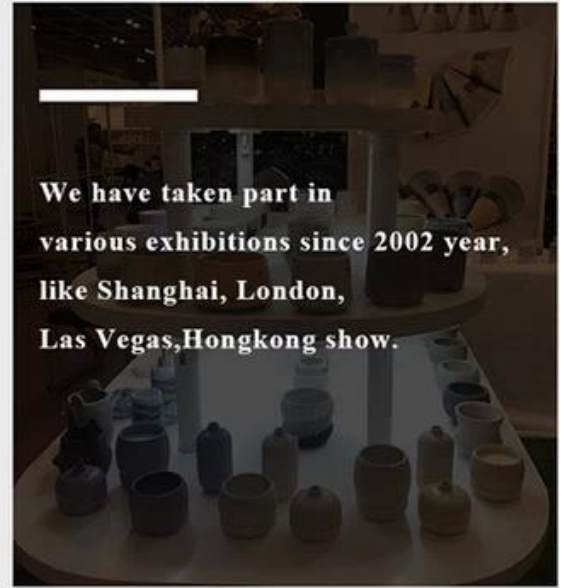 We have taken part in
various exhibitions since 2002 year,
like Shanghai, London,
Las Vegas,Hongkong show.